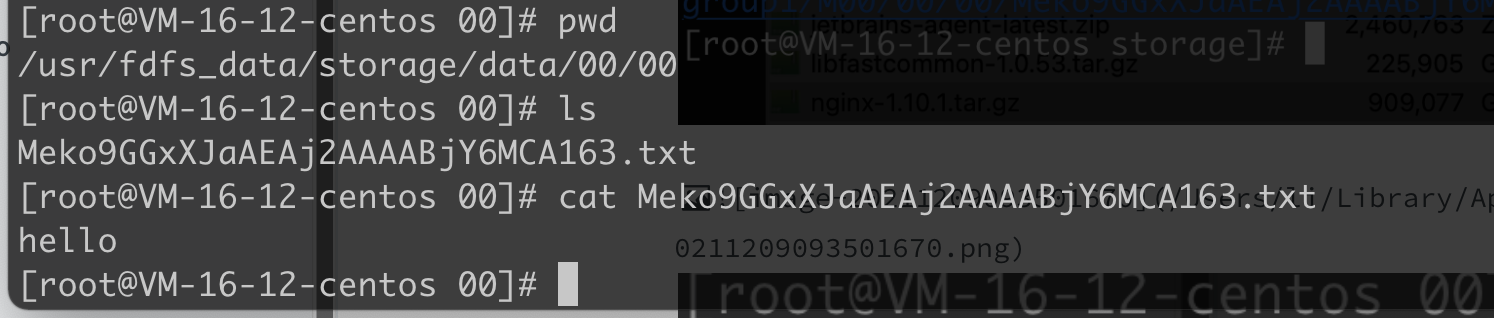 [root@VM-16-12-centos 00]# pwd
/usr/fdfs_data/storage/data/00/00
[root@VM-16-12-centos 00]# ls
Meko9GGxXJaAEAj2AAAABjY6MCA163.txt
[root@VM-16-12-centos 00]# cat Meko9GGxXJaAEAj2AAAABjY6MCA163.txt
hello
[root@VM-16-12-centos 00]#
jetbrains-agent-latest.zip 2,460,763
[root@VM-16-12-centos storage]#
libfastcommon-1.0.53.tar.gz 225,905
nginx-1.10.1.tar.gz 909,077
/Library/
0211209093501670.png)
[root@VM-16-12-centos 00